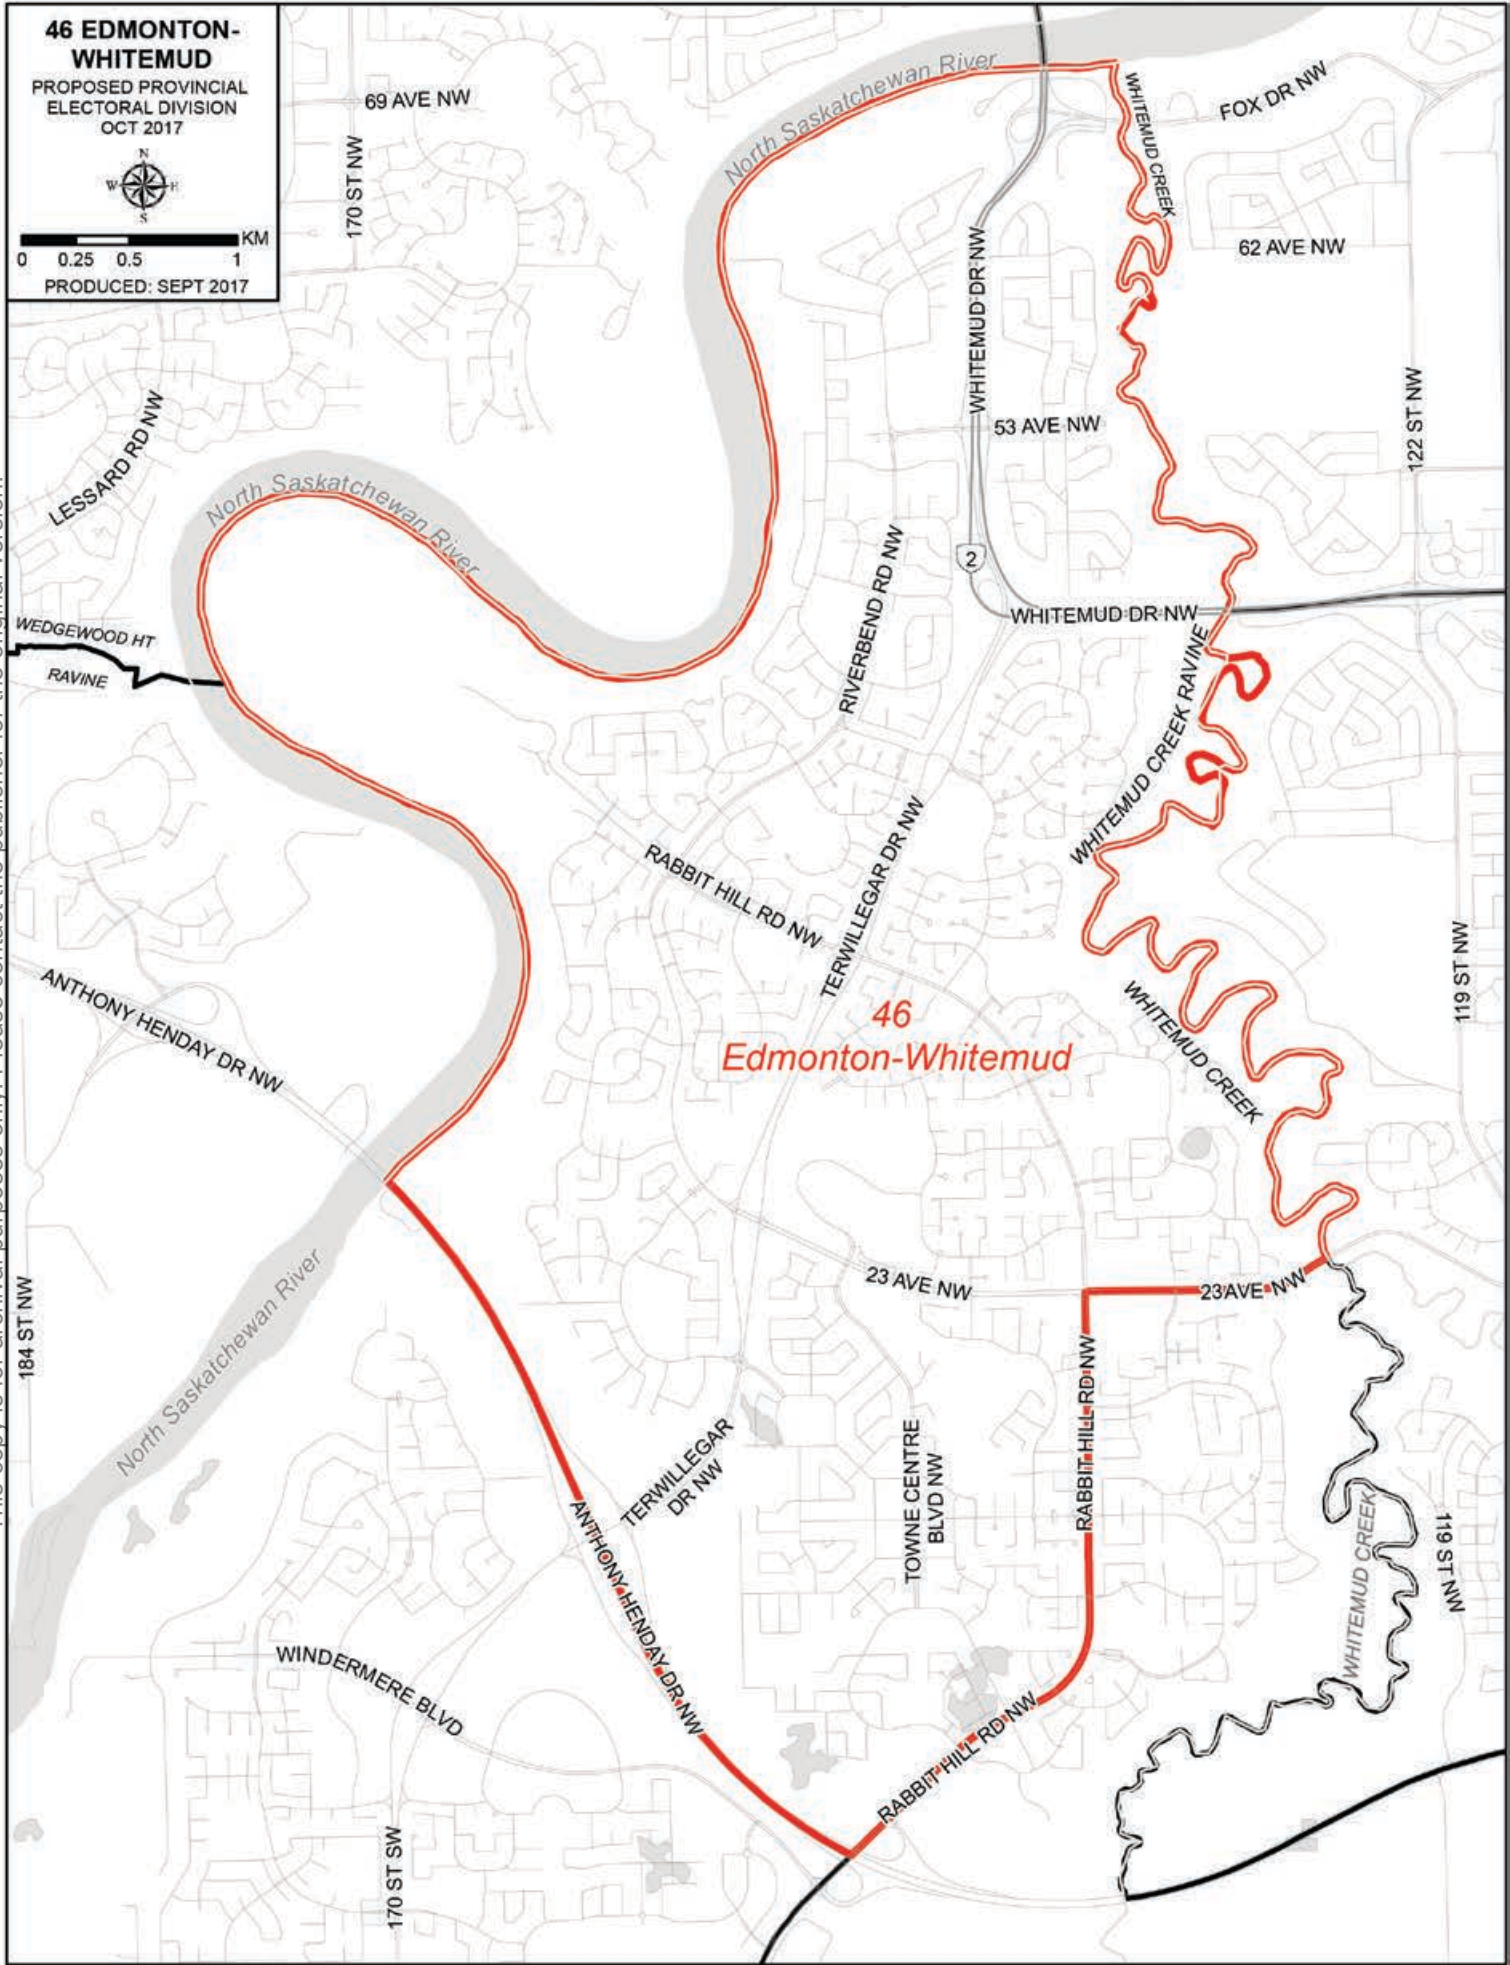 46 EDMONTON-
WHITEMUD
PROPOSED PROVINCIAL
ELECTORAL DIVISION
OCT 2017
N
W E
S
KM
0 0.25 0.5 1
PRODUCED: SEPT 2017
69 AVE NW
170 ST NW
North Saskatchewan River
WHITEMUD CREEK
FOX DR NW
62 AVE NW
WHITEMUD DR NW
53 AVE NW
122 ST NW
LESSARD RD NW
North Saskatchewan River
2
RIVERBEND RD NW
WHITEMUD DR NW
WEDGEWOOD HT
RAVINE
WHITEMUD CREEK RAVINE
RABBIT HILL RD NW
TERWILLEGAR DR NW
119 ST NW
ANTHONY HENDAY DR NW
46
Edmonton-Whitemud
WHITEMUD CREEK
23 AVE NW
23 AVE NW
184 ST NW
North Saskatchewan River
RABBIT HILL RD NW
TERWILLEGAR
DR NW
TOWNE CENTRE
BLVD NW
ANTHONY HENDAY DR NW
WHITEMUD CREEK
119 ST NW
WINDERMERE BLVD
RABBIT HILL RD NW
170 ST SW